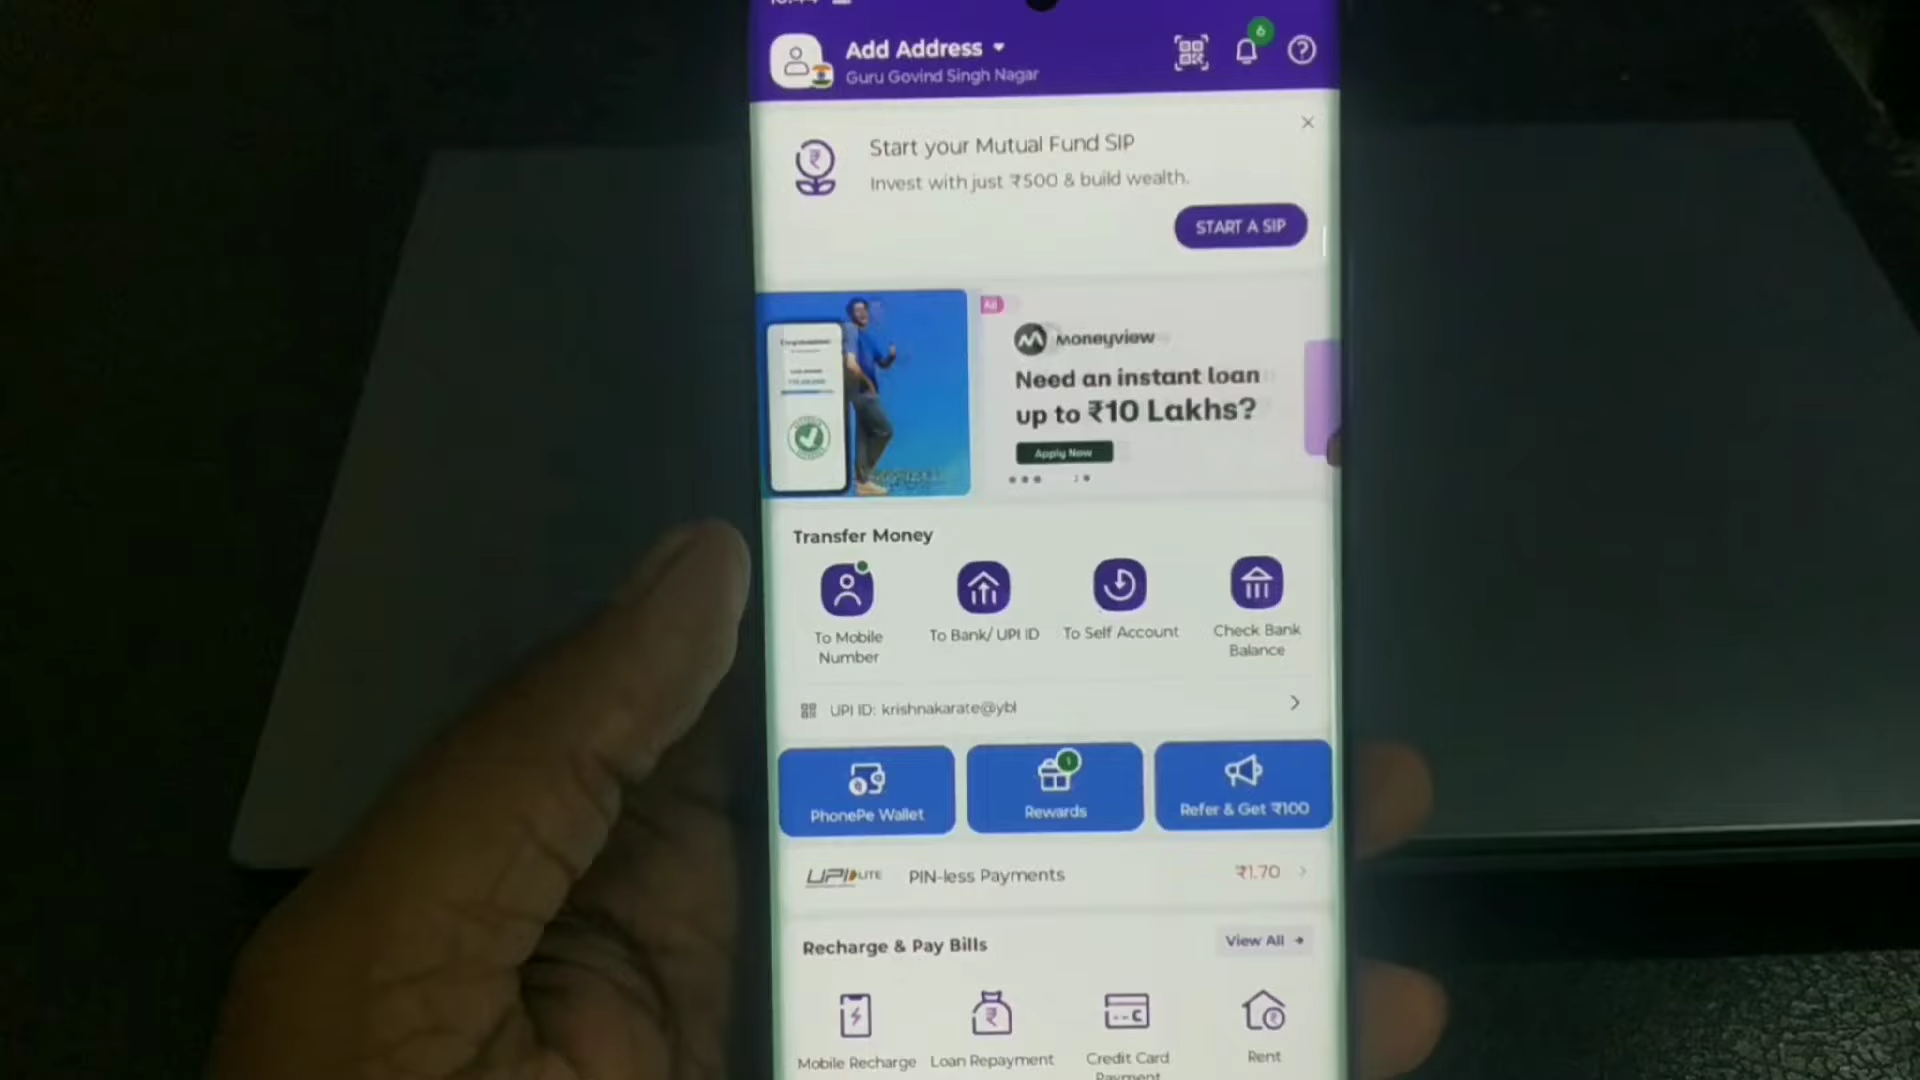 Add Address
6
Guru Govind Singh Nagar
Start your Mutual Fund SIP
Invest with just ₹500 & build wealth.
START A SIP
Ad
moneyview
Need an instant loan
up to ₹10 Lakhs?
Apply Now
Transfer Money
To Mobile
Number
To Bank/ UPI ID
To Self Account
Check Bank
Balance
UPI ID: krishnakarate@ybl
PhonePe Wallet
1
Rewards
Refer & Get ₹100
UPI LITE
PIN-less Payments
₹1.70
Recharge & Pay Bills
View All
Mobile Recharge
Loan Repayment
Credit Card
Payment
Rent